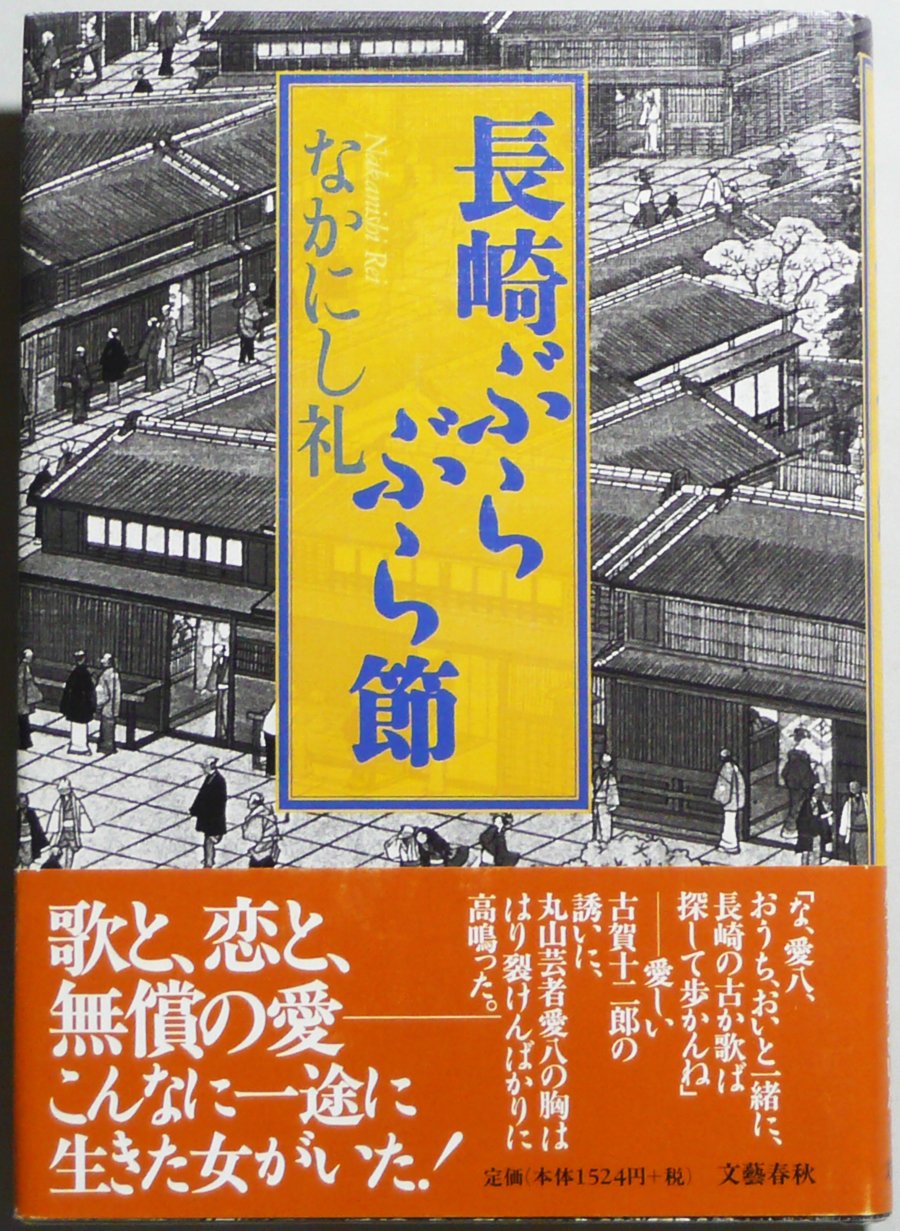 長崎ぶらぶら節
なかにし礼
Nakanishi Rei
「な、愛八、
おうち、おいと一緒に、
長崎の古か歌ば
探して歩かんね」
――愛しい
古賀十二郎の
誘いに、
丸山芸者愛八の胸は
はり裂けんばかりに
高鳴った。
歌と、恋と、
無償の愛――
こんなに一途に
生きた女がいた!
定価(本体1524円+税)
文藝春秋